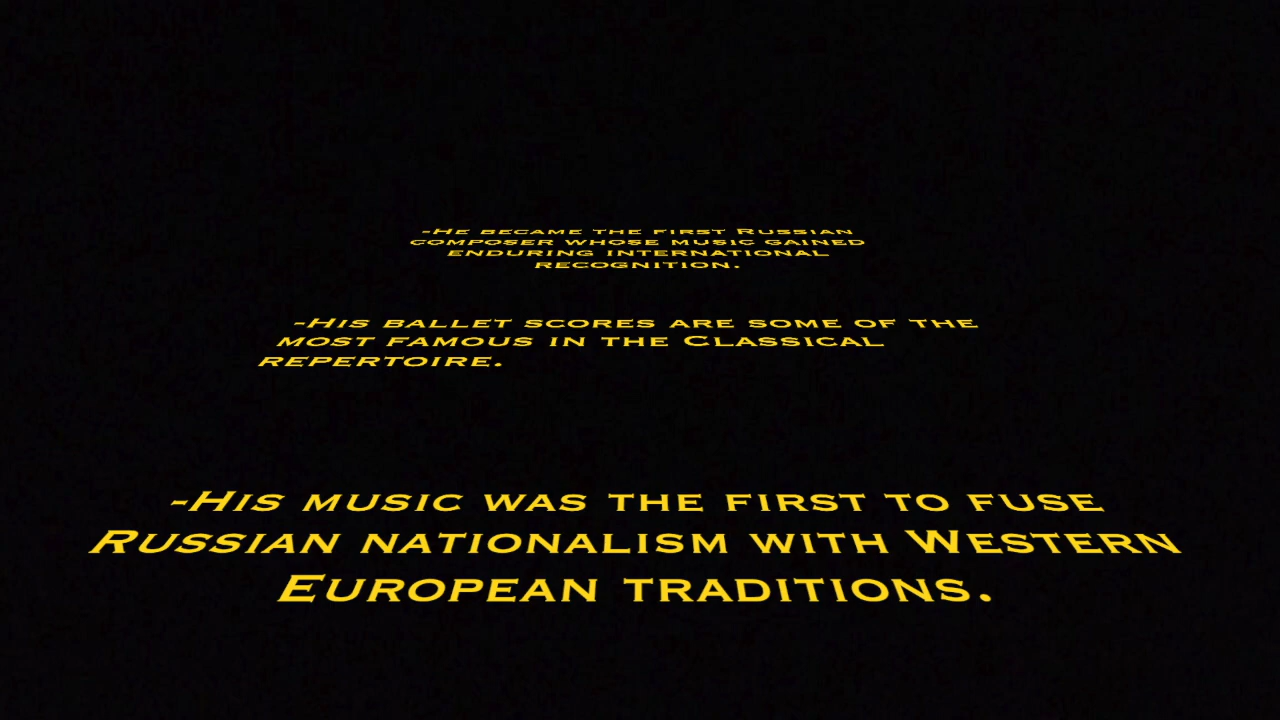 -He became the first Russian
composer whose music gained
enduring international
recognition.
-His ballet scores are some of the
most famous in the Classical
repertoire.
-His music was the first to fuse
Russian nationalism with Western
European traditions.